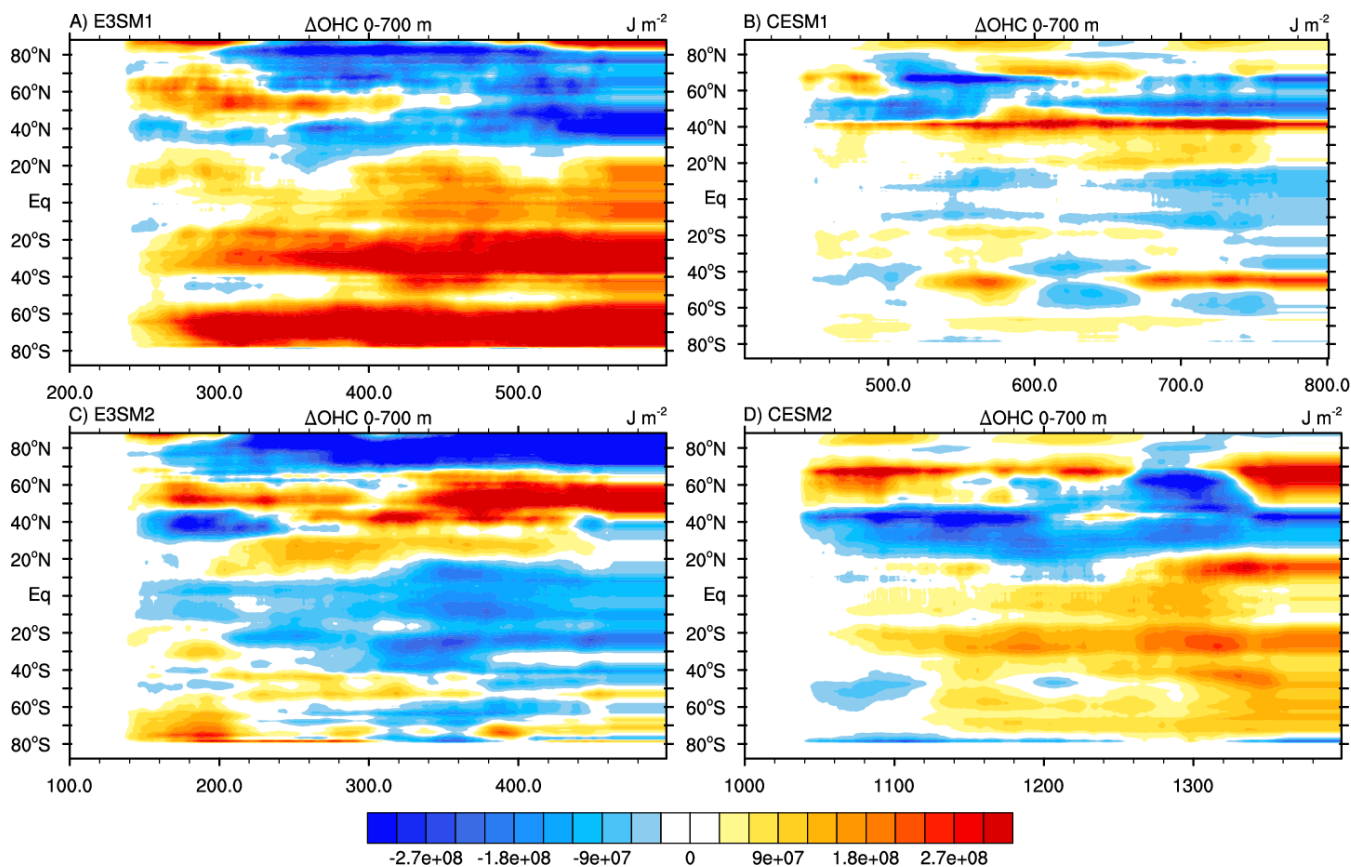 A) E3SM1 ΔOHC 0-700 m J m⁻² B) CESM1 ΔOHC 0-700 m J m⁻²
80°N 80°N
60°N 60°N
40°N 40°N
20°N 20°N
Eq Eq
20°S 20°S
40°S 40°S
60°S 60°S
80°S 80°S
200.0 300.0 400.0 500.0 500.0 600.0 700.0 800.0
C) E3SM2 ΔOHC 0-700 m J m⁻² D) CESM2 ΔOHC 0-700 m J m⁻²
80°N 80°N
60°N 60°N
40°N 40°N
20°N 20°N
Eq Eq
20°S 20°S
40°S 40°S
60°S 60°S
80°S 80°S
100.0 200.0 300.0 400.0 1000 1100 1200 1300
-2.7e+08 -1.8e+08 -9e+07 0 9e+07 1.8e+08 2.7e+08